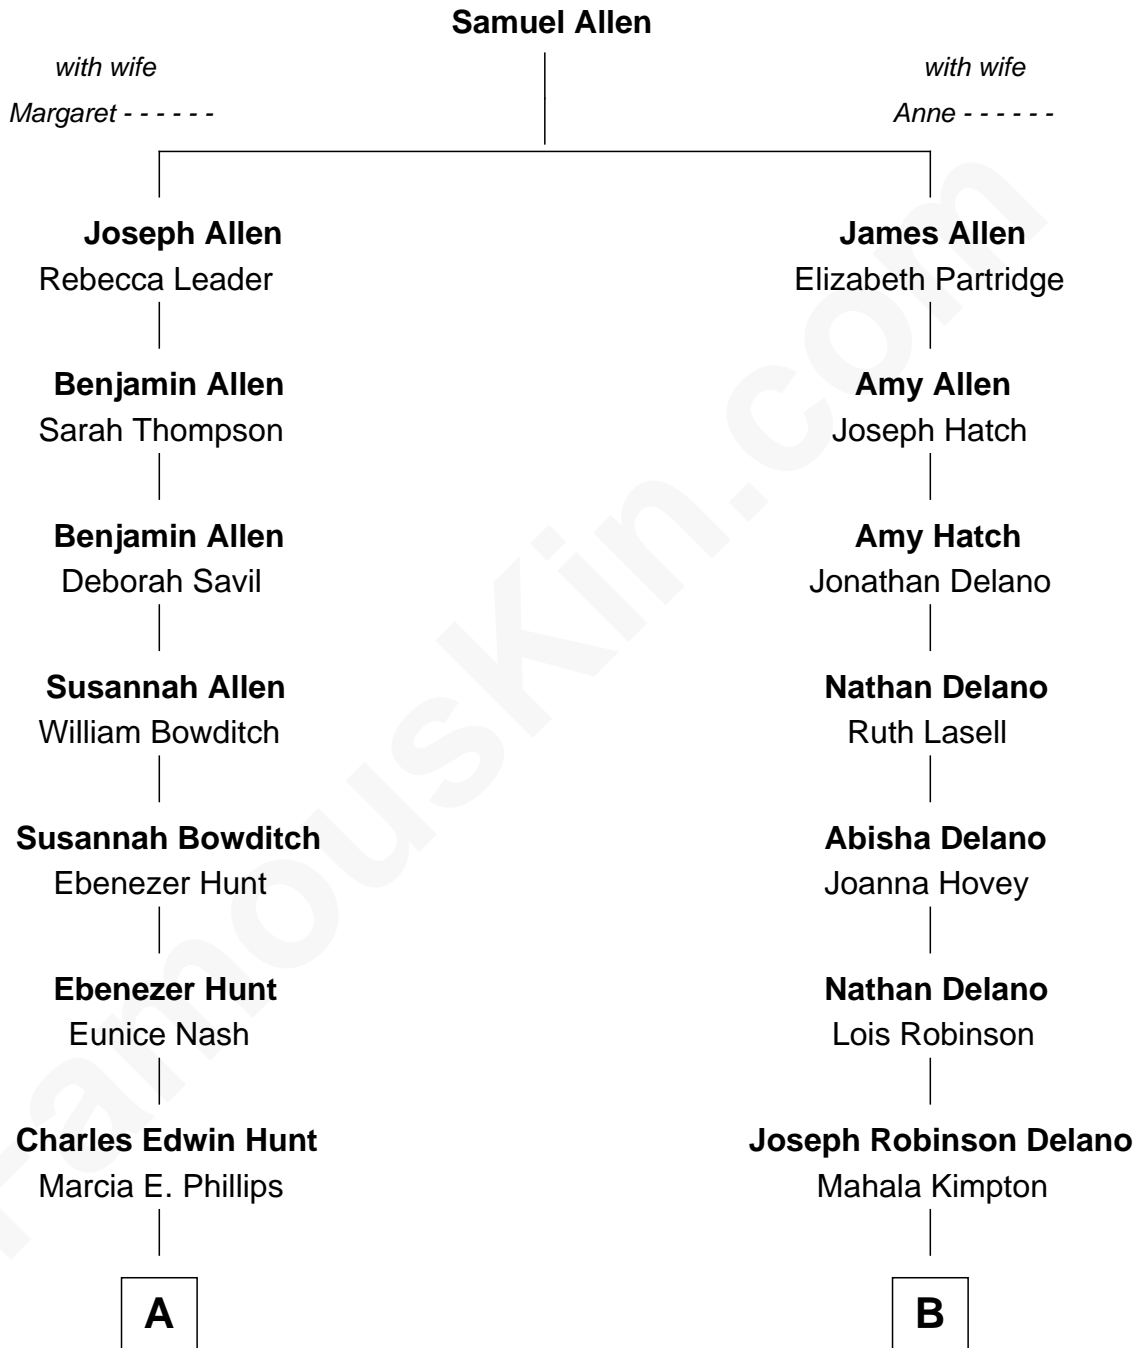 Samuel Allen
with wife
Margaret - - - - - -
with wife
Anne - - - - - -
Joseph Allen
Rebecca Leader
James Allen
Elizabeth Partridge
Benjamin Allen
Sarah Thompson
Amy Allen
Joseph Hatch
Benjamin Allen
Deborah Savil
Amy Hatch
Jonathan Delano
Susannah Allen
William Bowditch
Nathan Delano
Ruth Lasell
Susannah Bowditch
Ebenezer Hunt
Abisha Delano
Joanna Hovey
Ebenezer Hunt
Eunice Nash
Nathan Delano
Lois Robinson
Charles Edwin Hunt
Marcia E. Phillips
Joseph Robinson Delano
Mahala Kimpton
A
B
FamousKin.com